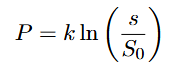 P = k ln ( s / S₀ )